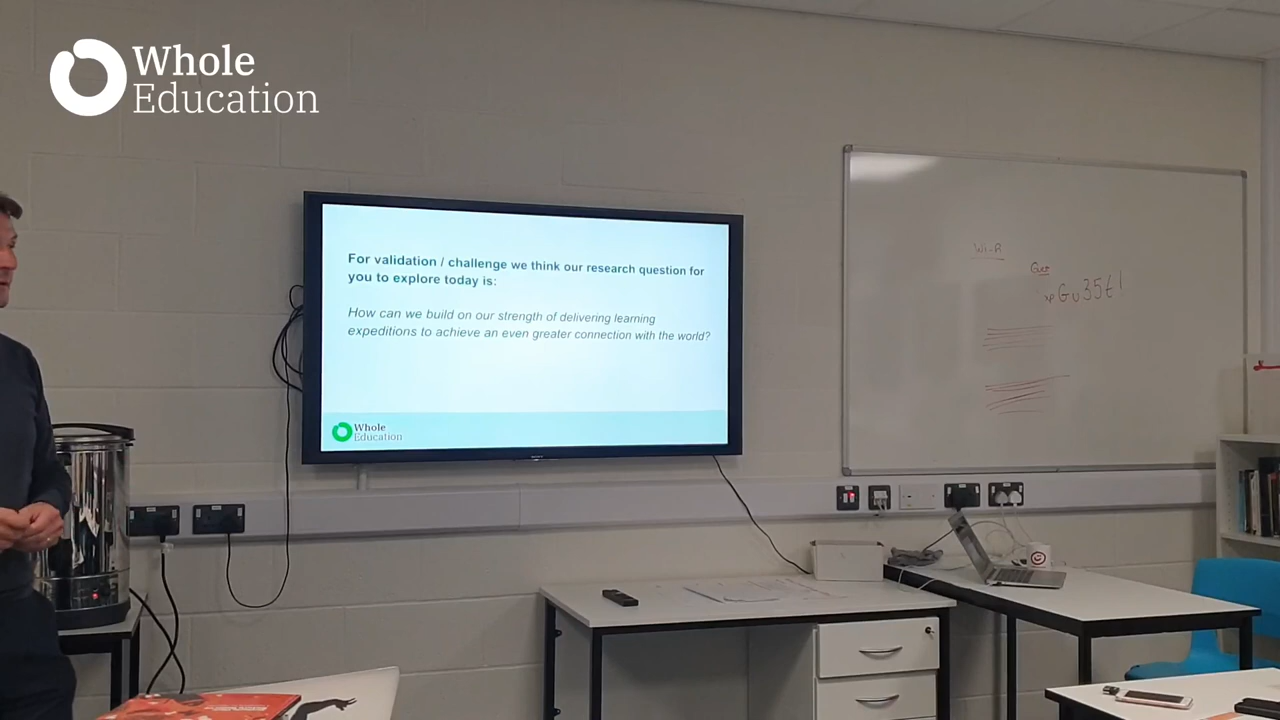 Whole
Education
For validation / challenge we think our research question for
you to explore today is:
How can we build on our strength of delivering learning
expeditions to achieve an even greater connection with the world?
Whole
Education
SONY